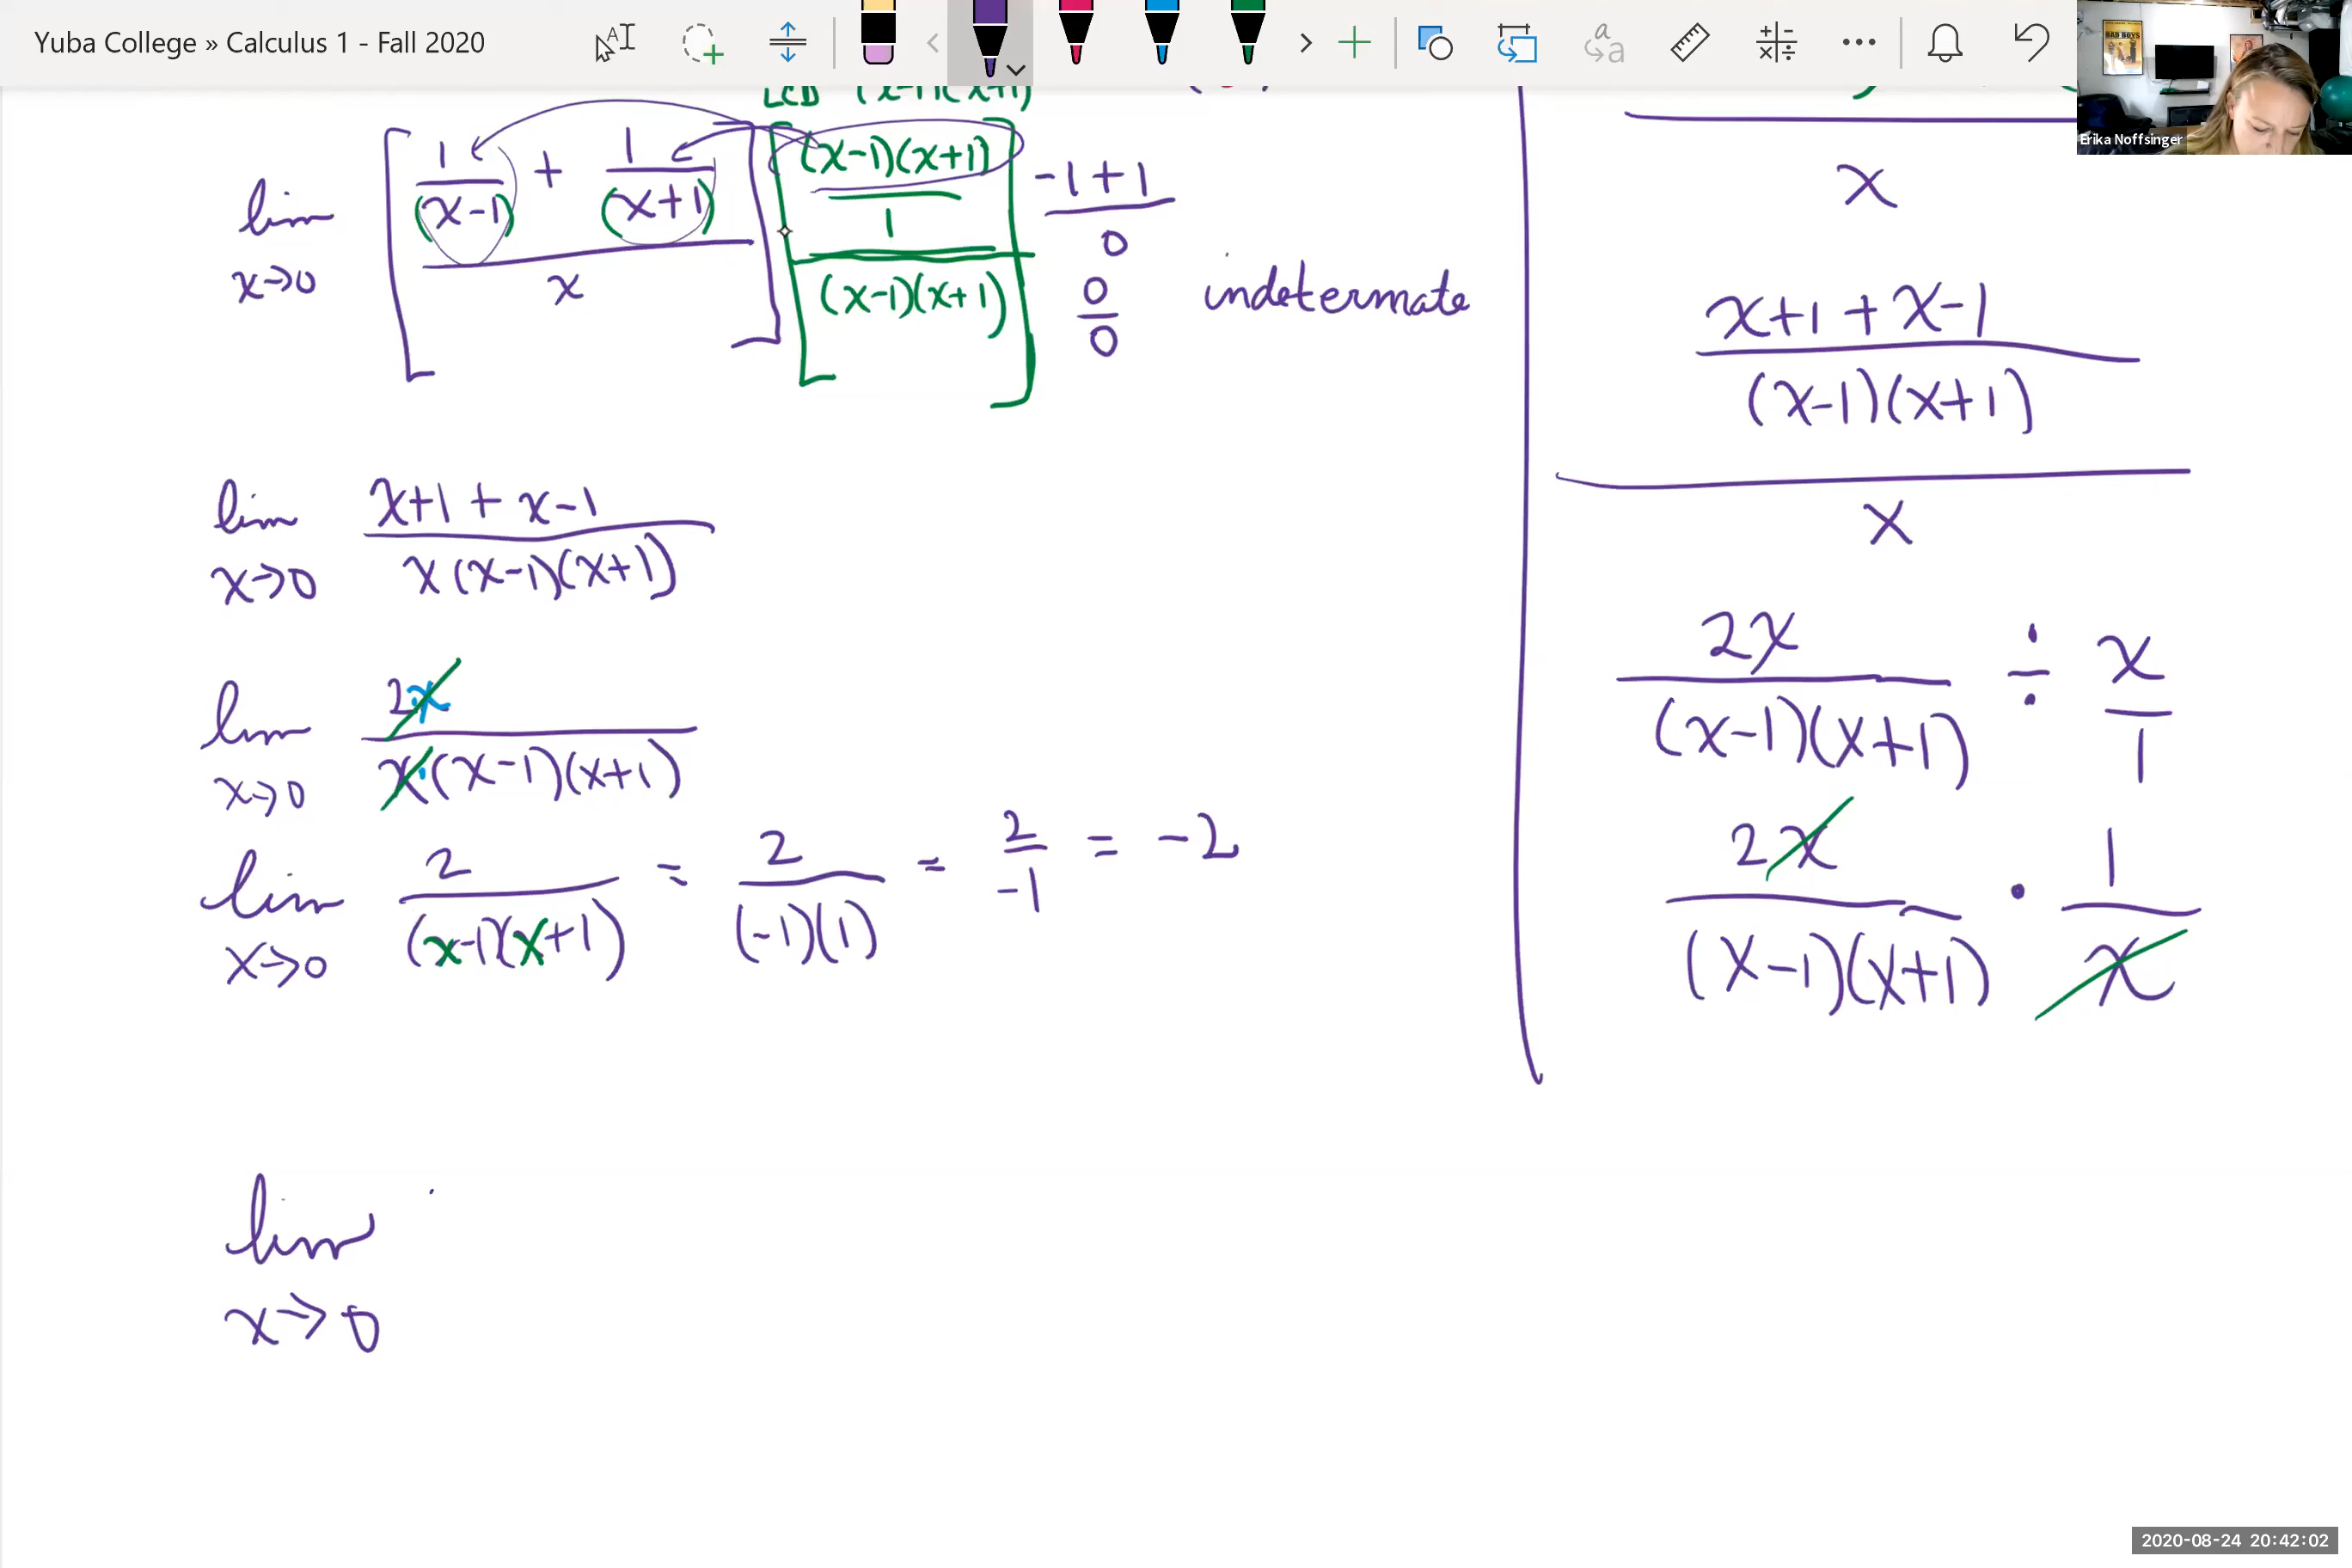 Yuba College » Calculus 1 - Fall 2020
Erika Noffsinger
BAD BOYS
LCD (x-1)(x+1)
lim x→0 [ (1/(x-1) + 1/(x+1)) / x ] [ ((x-1)(x+1)/1) / ((x-1)(x+1)) ] (-1+1)/0
0/0 indetermate
lim x→0 (x+1 + x-1) / (x(x-1)(x+1))
lim x→0 2x / (x·(x-1)(x+1))
lim x→0 2 / ((x-1)(x+1)) = 2 / ((-1)(1)) = 2/-1 = -2
lim x→0
x
((x+1 + x-1) / ((x-1)(x+1))) / x
2x / ((x-1)(x+1)) ÷ x/1
2x / ((x-1)(x+1)) · 1/x
2020-08-24 20:42:02